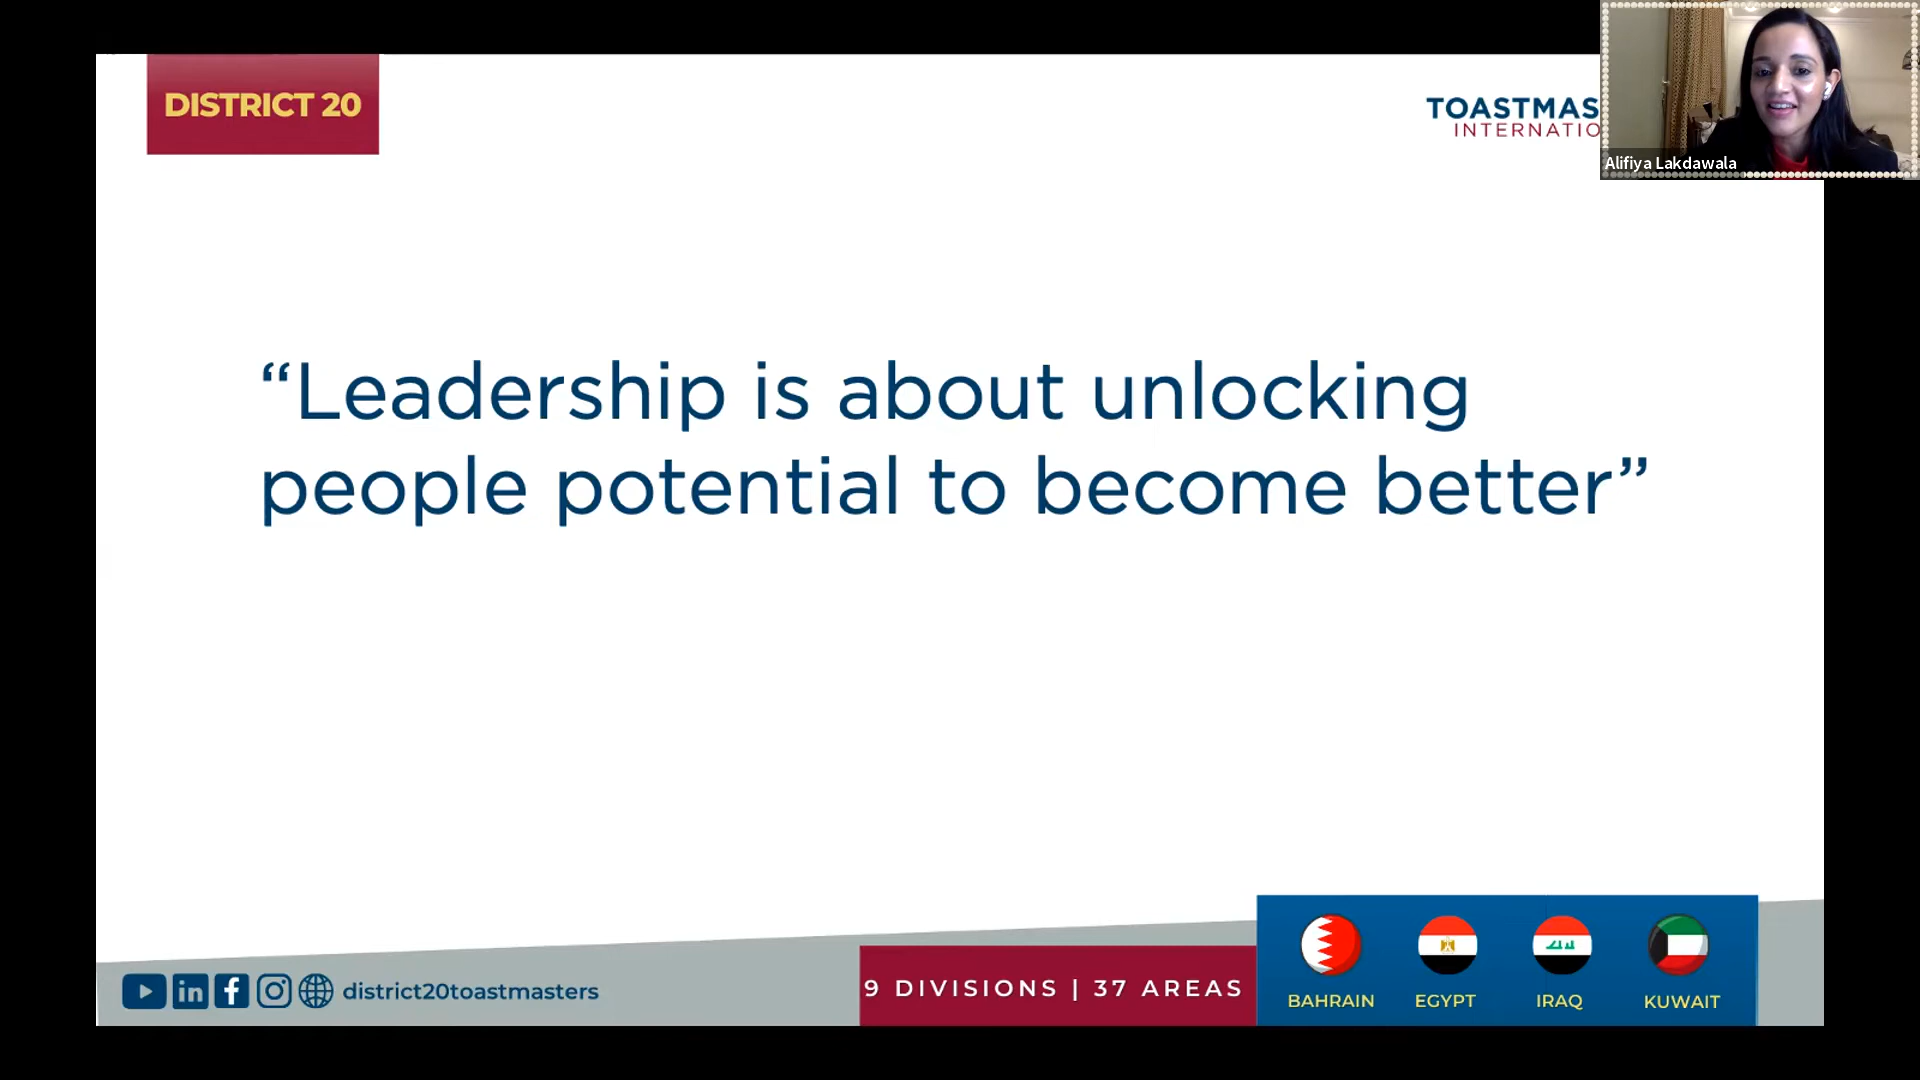 DISTRICT 20
TOASTMAS
INTERNATIO
Alifiya Lakdawala
“Leadership is about unlocking
people potential to become better”
district20toastmasters
9 DIVISIONS | 37 AREAS
BAHRAIN
EGYPT
IRAQ
KUWAIT